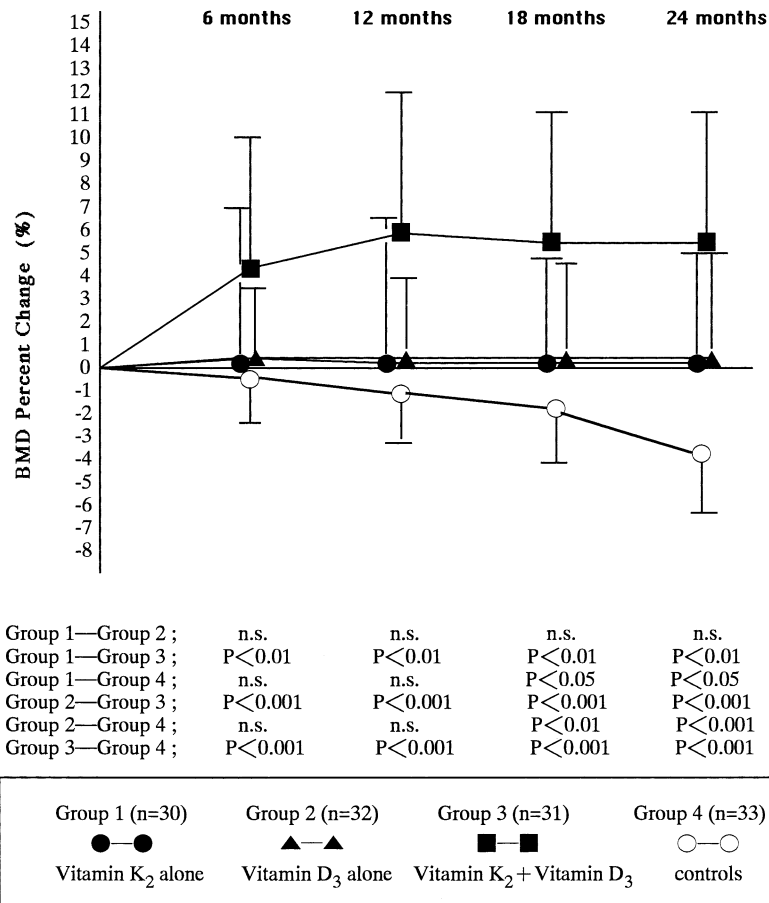 6 months 12 months 18 months 24 months
15
14
13
12
11
10
9
8
7
6
5
4
3
2
1
0
-1
-2
-3
-4
-5
-6
-7
-8
BMD Percent Change (%)
Group 1—Group 2 ; n.s. n.s. n.s. n.s.
Group 1—Group 3 ; P<0.01 P<0.01 P<0.01 P<0.01
Group 1—Group 4 ; n.s. n.s. P<0.05 P<0.05
Group 2—Group 3 ; P<0.001 P<0.001 P<0.001 P<0.001
Group 2—Group 4 ; n.s. n.s. P<0.01 P<0.001
Group 3—Group 4 ; P<0.001 P<0.001 P<0.001 P<0.001
Group 1 (n=30) Group 2 (n=32) Group 3 (n=31) Group 4 (n=33)
Vitamin K2 alone Vitamin D3 alone Vitamin K2+Vitamin D3 controls